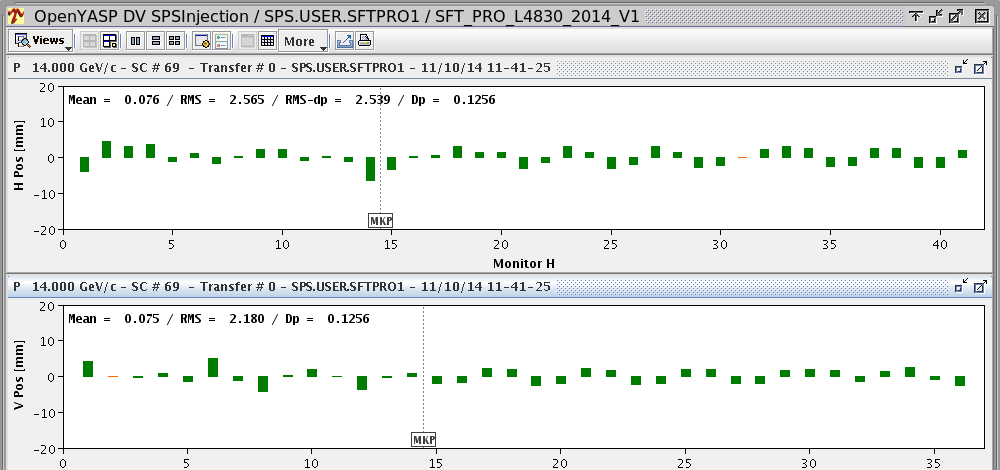 OpenYASP DV SPSInjection / SPS.USER.SFTPRO1 / SFT_PRO_L4830_2014_V1
Views More
P 14.000 GeV/c - SC # 69 - Transfer # 0 - SPS.USER.SFTPRO1 - 11/10/14 11-41-25
Mean = 0.076 / RMS = 2.565 / RMS-dp = 2.539 / Dp = 0.1256
20
10
0
-10
-20
H Pos [mm]
MKP
0 5 10 15 20 25 30 35 40
Monitor H
P 14.000 GeV/c - SC # 69 - Transfer # 0 - SPS.USER.SFTPRO1 - 11/10/14 11-41-25
Mean = 0.075 / RMS = 2.180 / Dp = 0.1256
20
10
0
-10
-20
V Pos [mm]
MKP
0 5 10 15 20 25 30 35